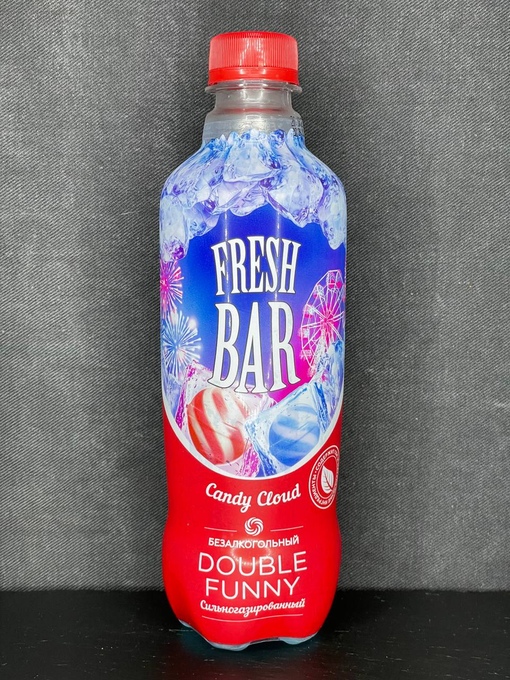 FRESH
BAR
Candy Cloud
БЕЗАЛКОГОЛЬНЫЙ
DOUBLE
FUNNY
Сильногазированный